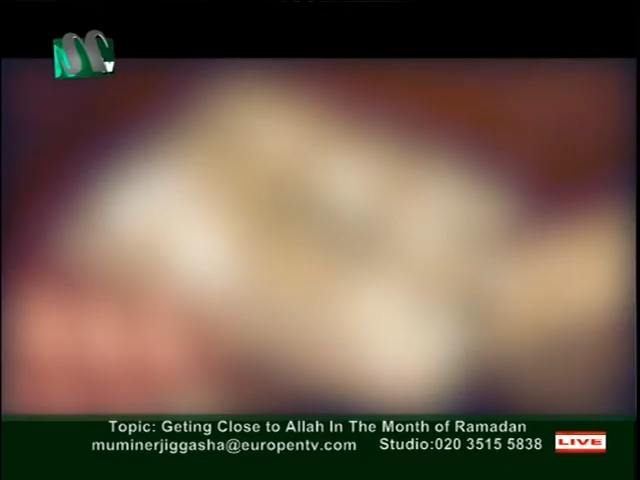 Topic: Geting Close to Allah In The Month of Ramadan
muminerjiggasha@europentv.com Studio:020 3515 5838
LIVE